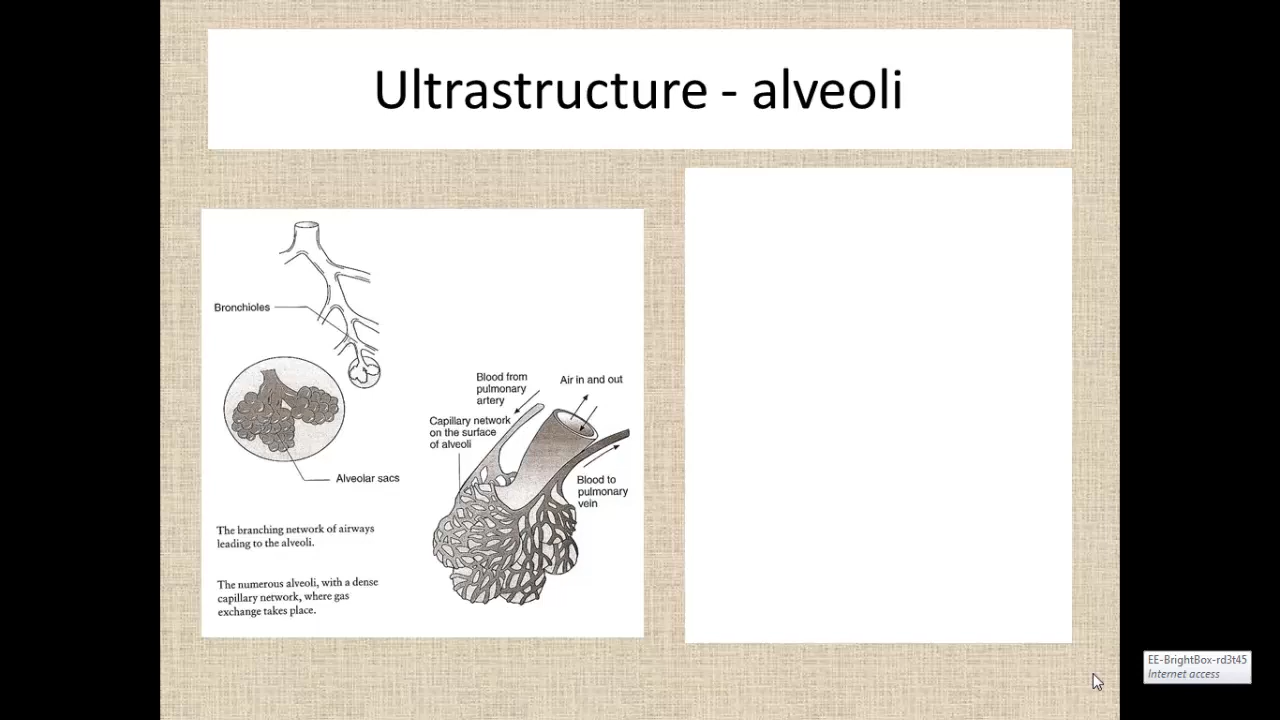 Ultrastructure - alveoli
Bronchioles
Alveolar sacs
The branching network of airways
leading to the alveoli.
The numerous alveoli, with a dense
capillary network, where gas
exchange takes place.
Blood from
pulmonary
artery
Air in and out
Capillary network
on the surface
of alveoli
Blood to
pulmonary
vein
EE-BrightBox-rd3t45
Internet access